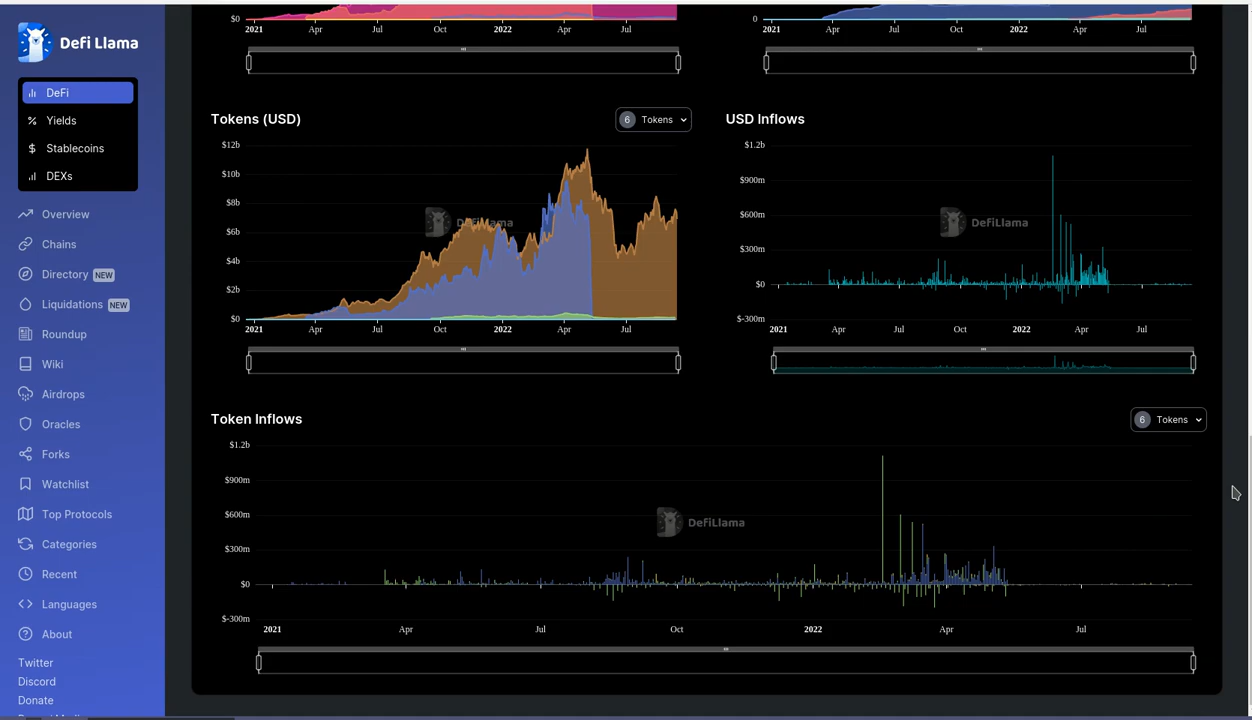 Defi Llama
DeFi
Yields
Stablecoins
DEXs
Overview
Chains
Directory NEW
Liquidations NEW
Roundup
Wiki
Airdrops
Oracles
Forks
Watchlist
Top Protocols
Categories
Recent
Languages
About
Twitter
Discord
Donate
$0
2021 Apr Jul Oct 2022 Apr Jul
0
2021 Apr Jul Oct 2022 Apr Jul
Tokens (USD)
6 Tokens
$12b
$10b
$8b
$6b
$4b
$2b
$0
DefiLlama
2021 Apr Jul Oct 2022 Apr Jul
USD Inflows
$1.2b
$900m
$600m
$300m
$0
$-300m
DefiLlama
2021 Apr Jul Oct 2022 Apr Jul
Token Inflows
6 Tokens
$1.2b
$900m
$600m
$300m
$0
$-300m
DefiLlama
2021 Apr Jul Oct 2022 Apr Jul